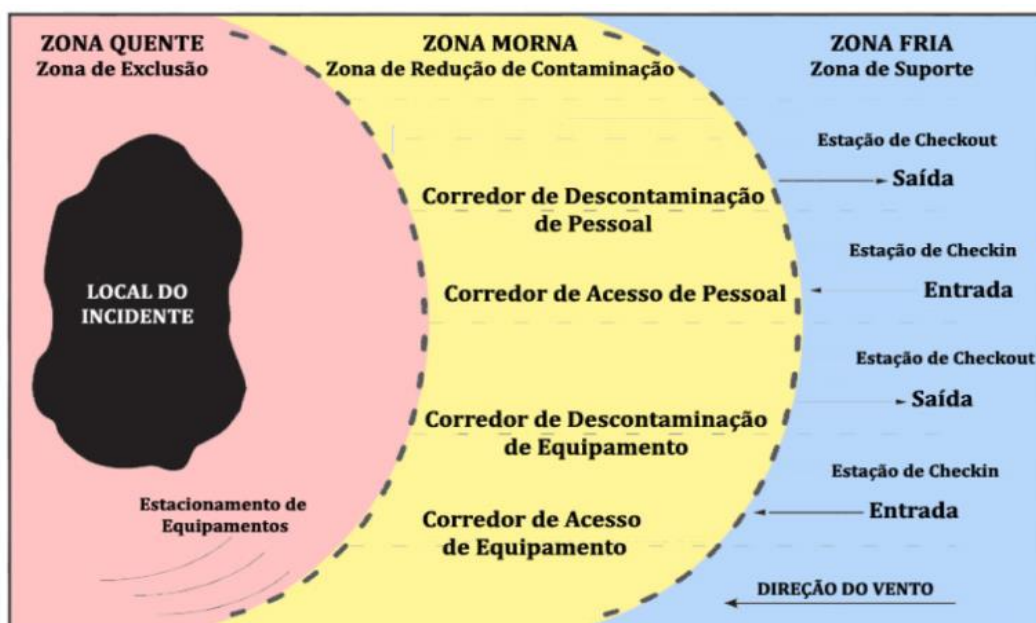 ZONA QUENTE
Zona de Exclusão
ZONA MORNA
Zona de Redução de Contaminação
ZONA FRIA
Zona de Suporte
Estação de Checkout
Saída
Corredor de Descontaminação
de Pessoal
Estação de Checkin
Entrada
Corredor de Acesso de Pessoal
LOCAL DO
INCIDENTE
Estação de Checkout
Saída
Corredor de Descontaminação
de Equipamento
Estação de Checkin
Entrada
Estacionamento de
Equipamentos
Corredor de Acesso
de Equipamento
DIREÇÃO DO VENTO